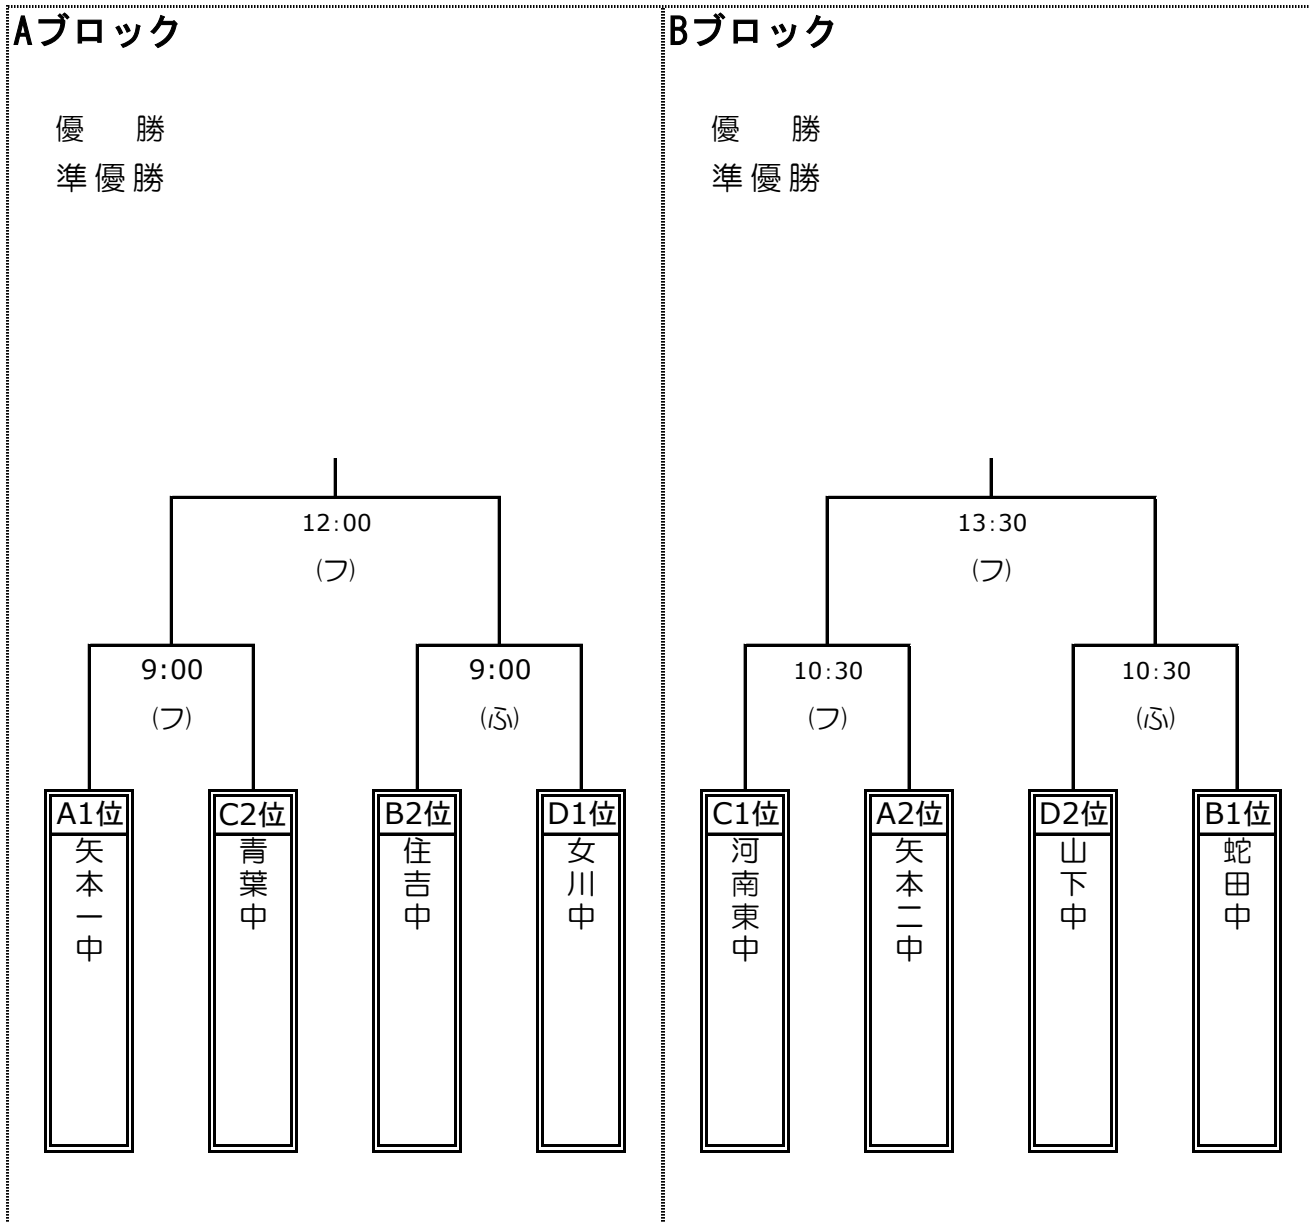 Aブロック
優　勝
準優勝
12:00
(フ)
9:00
(フ)
9:00
(ふ)
A1位
矢本一中
C2位
青葉中
B2位
住吉中
D1位
女川中
Bブロック
優　勝
準優勝
13:30
(フ)
10:30
(フ)
10:30
(ふ)
C1位
河南東中
A2位
矢本二中
D2位
山下中
B1位
蛇田中